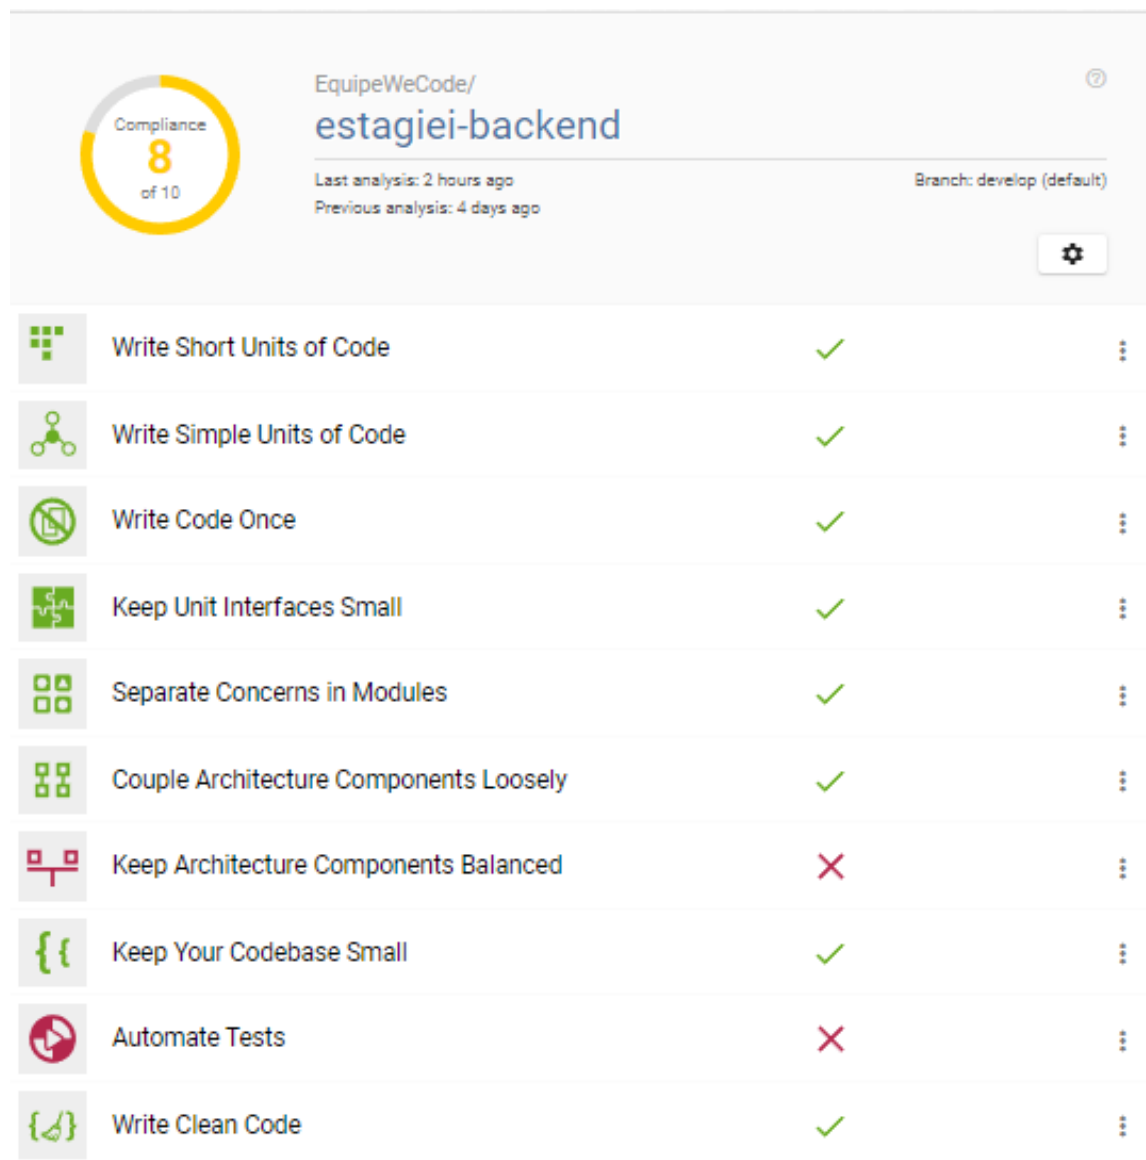 Compliance
8
of 10
EquipeWeCode/
estagiei-backend
Last analysis: 2 hours ago
Branch: develop (default)
Previous analysis: 4 days ago
Write Short Units of Code
Write Simple Units of Code
Write Code Once
Keep Unit Interfaces Small
Separate Concerns in Modules
Couple Architecture Components Loosely
Keep Architecture Components Balanced
Keep Your Codebase Small
Automate Tests
Write Clean Code